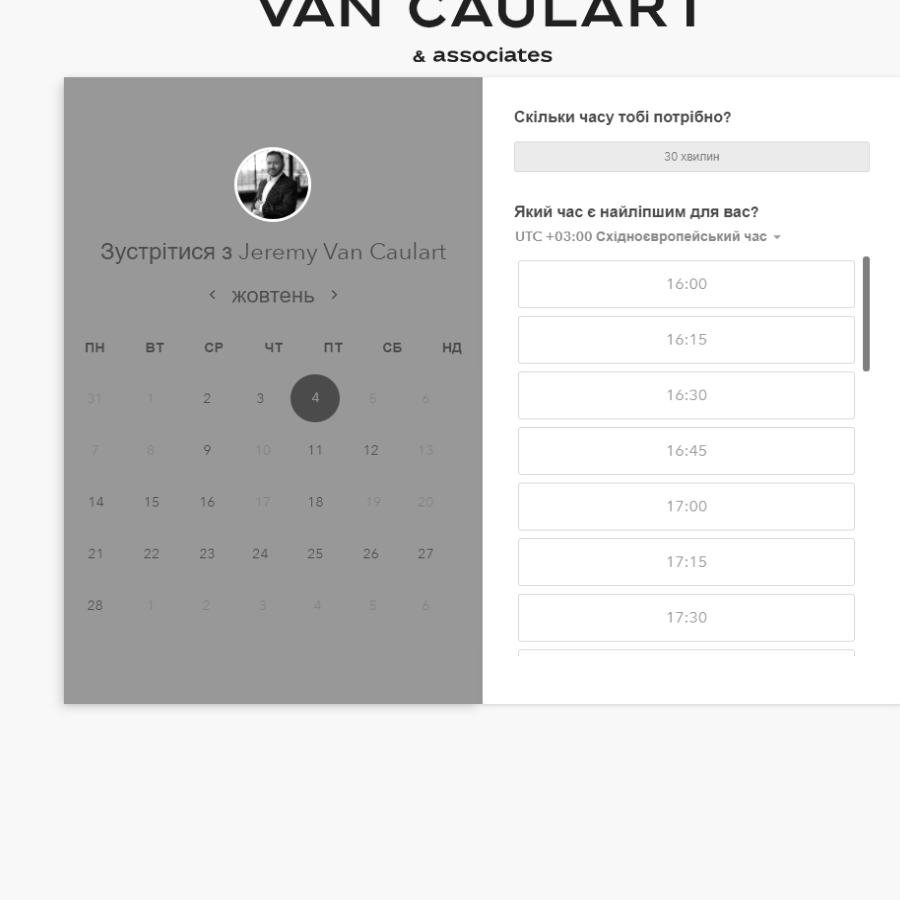 VAN CAULART
& associates
Зустрітися з Jeremy Van Caulart
жовтень
ПН ВТ СР ЧТ ПТ СБ НД
31 1 2 3 4 5 6
7 8 9 10 11 12 13
14 15 16 17 18 19 20
21 22 23 24 25 26 27
28 1 2 3 4 5 6
Скільки часу тобі потрібно?
30 хвилин
Який час є найліпшим для вас?
UTC +03:00 Східноєвропейський час
16:00
16:15
16:30
16:45
17:00
17:15
17:30